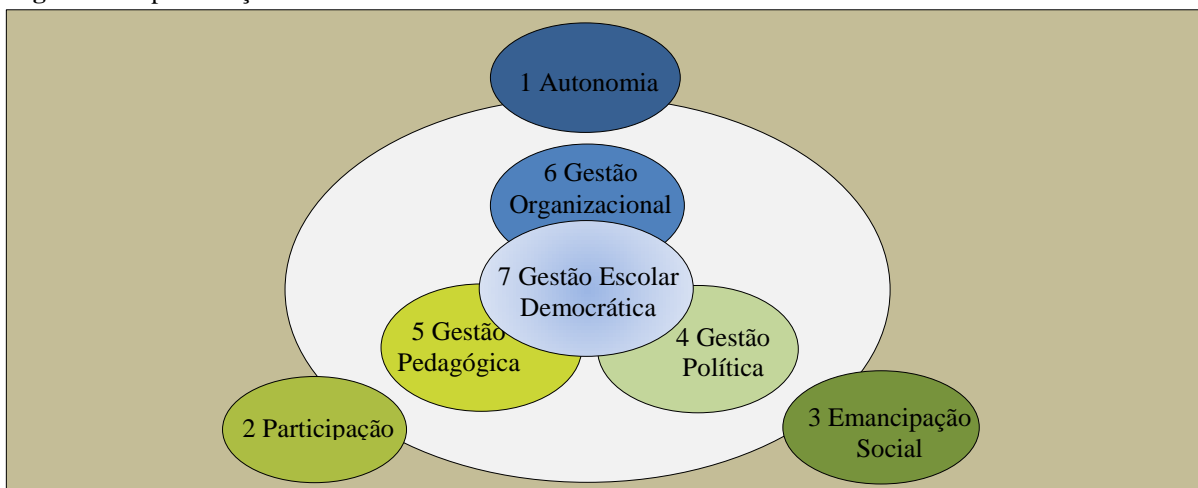 1 Autonomia
6 Gestão
Organizacional
7 Gestão Escolar
Democrática
5 Gestão
Pedagógica
4 Gestão
Política
2 Participação
3 Emancipação
Social